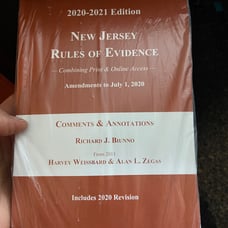 2020-2021 Edition
New Jersey
Rules of Evidence
— Combining Print & Online Access —
Amendments to July 1, 2020
Comments & Annotations
Richard J. Biunno
From 2011
Harvey Weissbard & Alan L. Zegas
Includes 2020 Revision